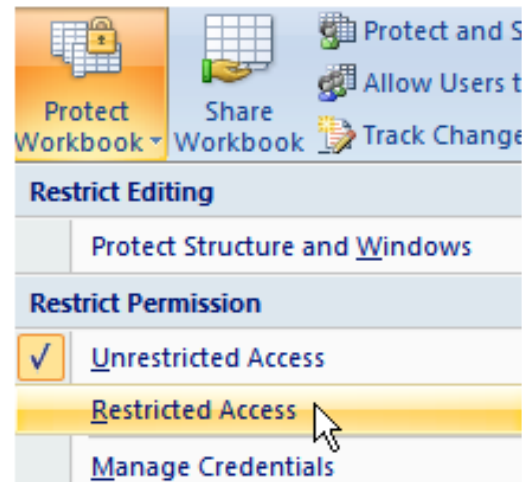 Protect and S
Allow Users t
Track Change
Protect
Workbook
Share
Workbook
Restrict Editing
Protect Structure and Windows
Restrict Permission
Unrestricted Access
Restricted Access
Manage Credentials